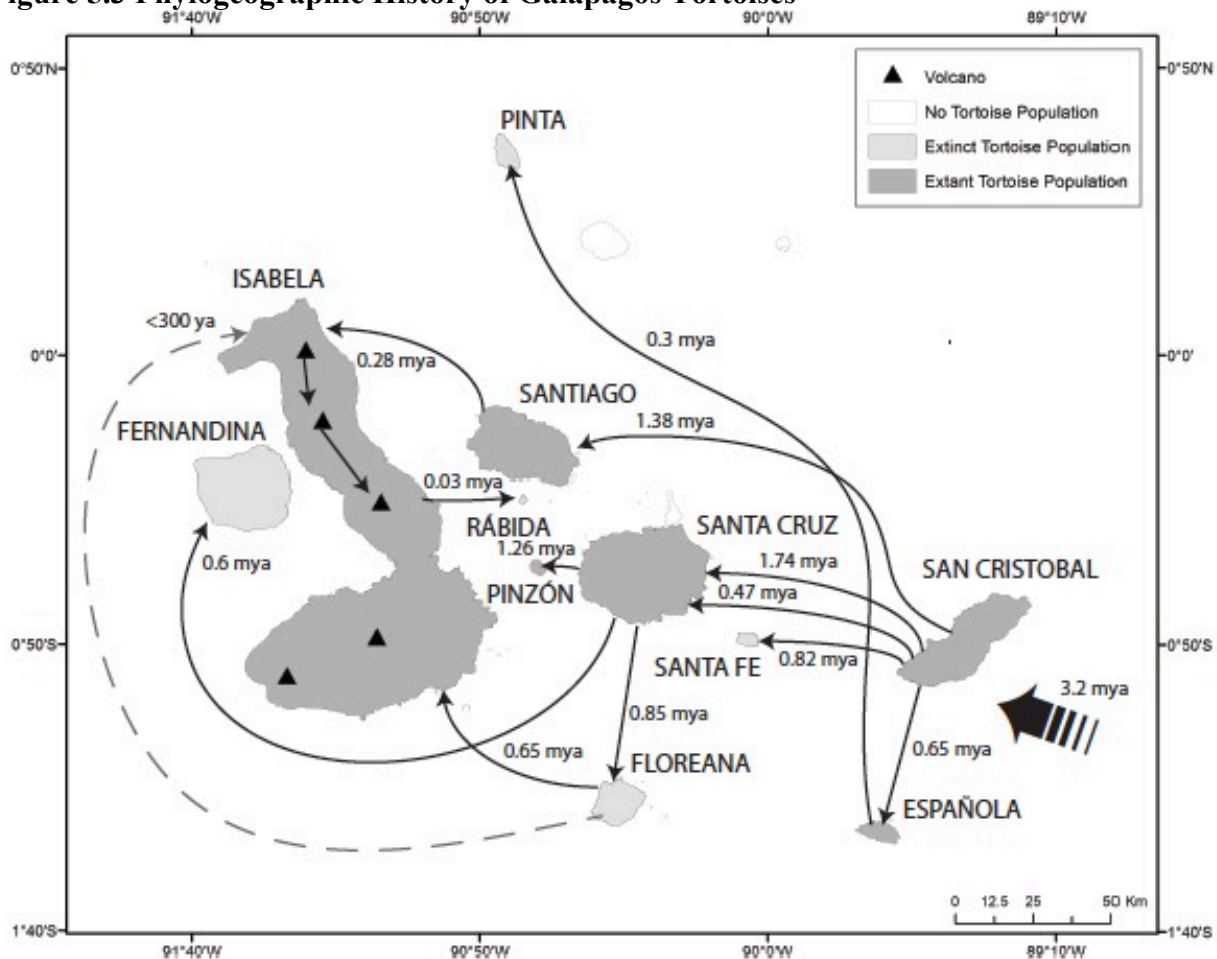 igure 3.3 Phylogeographic History of Galápagos Tortoises
91°40'W 90°50'W 90°0'W 89°10'W
0°50'N 0°50'N
Volcano
No Tortoise Population
Extinct Tortoise Population
Extant Tortoise Population
PINTA
ISABELA
<300 ya
0.3 mya
0°0' 0°0'
0.28 mya
SANTIAGO
1.38 mya
FERNANDINA
0.03 mya
RÁBIDA
SANTA CRUZ
1.26 mya
1.74 mya
0.6 mya
SAN CRISTOBAL
PINZÓN
0.47 mya
0°50'S 0°50'S
SANTA FE
0.82 mya
3.2 mya
0.85 mya
0.65 mya
0.65 mya
FLOREANA
ESPAÑOLA
0 12.5 25 50 Km
1°40'S 1°40'S
91°40'W 90°50'W 90°0'W 89°10'W